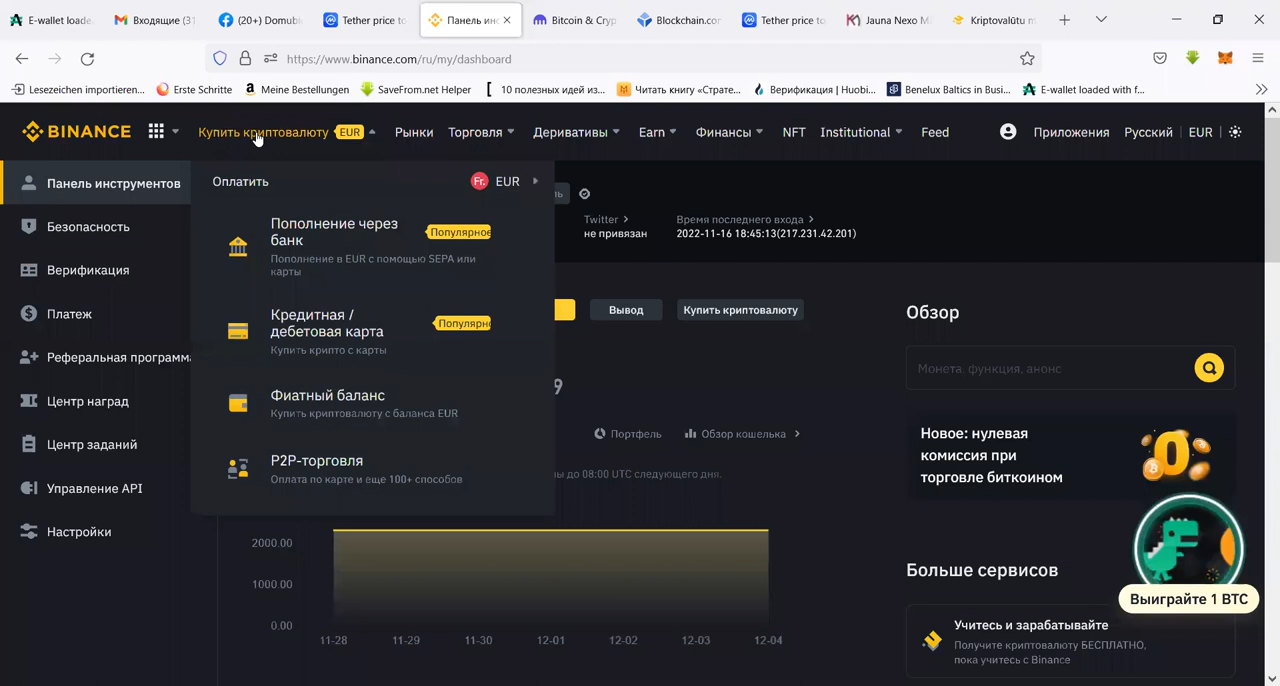 E-wallet loade
Входящие (31
(20+) Domubi
Tether price to
Панель инс
Bitcoin & Cryp
Blockchain.co
Tether price to
Jauna Nexo M
Kriptovalūtu m
https://www.binance.com/ru/my/dashboard
Lesezeichen importieren...
Erste Schritte
Meine Bestellungen
SaveFrom.net Helper
10 полезных идей из...
Читать книгу «Страте...
Верификация | Huobi...
Benelux Baltics in Busi...
E-wallet loaded with f...
BINANCE
Купить криптовалюту EUR
Рынки
Торговля
Деривативы
Earn
Финансы
NFT
Institutional
Feed
Приложения
Русский
EUR
Панель инструментов
Безопасность
Верификация
Платеж
Реферальная программа
Центр наград
Центр заданий
Управление API
Настройки
Оплатить
Fr. EUR
Пополнение через
банк
Популярное
Пополнение в EUR с помощью SEPA или
карты
Кредитная /
дебетовая карта
Популярно
Купить крипто с карты
Фиатный баланс
Купить криптовалюту с баланса EUR
P2P-торговля
Оплата по карте и еще 100+ способов
Twitter
не привязан
Время последнего входа
2022-11-16 18:45:13(217.231.42.201)
Вывод
Купить криптовалюту
9
Портфель
Обзор кошелька
до 08:00 UTC следующего дня.
2000.00
1000.00
0.00
11-28
11-29
11-30
12-01
12-02
12-03
12-04
Обзор
Монета, функция, анонс
Новое: нулевая
комиссия при
торговле биткоином
Выиграйте 1 BTC
Больше сервисов
Учитесь и зарабатывайте
Получите криптовалюту БЕСПЛАТНО,
пока учитесь с Binance